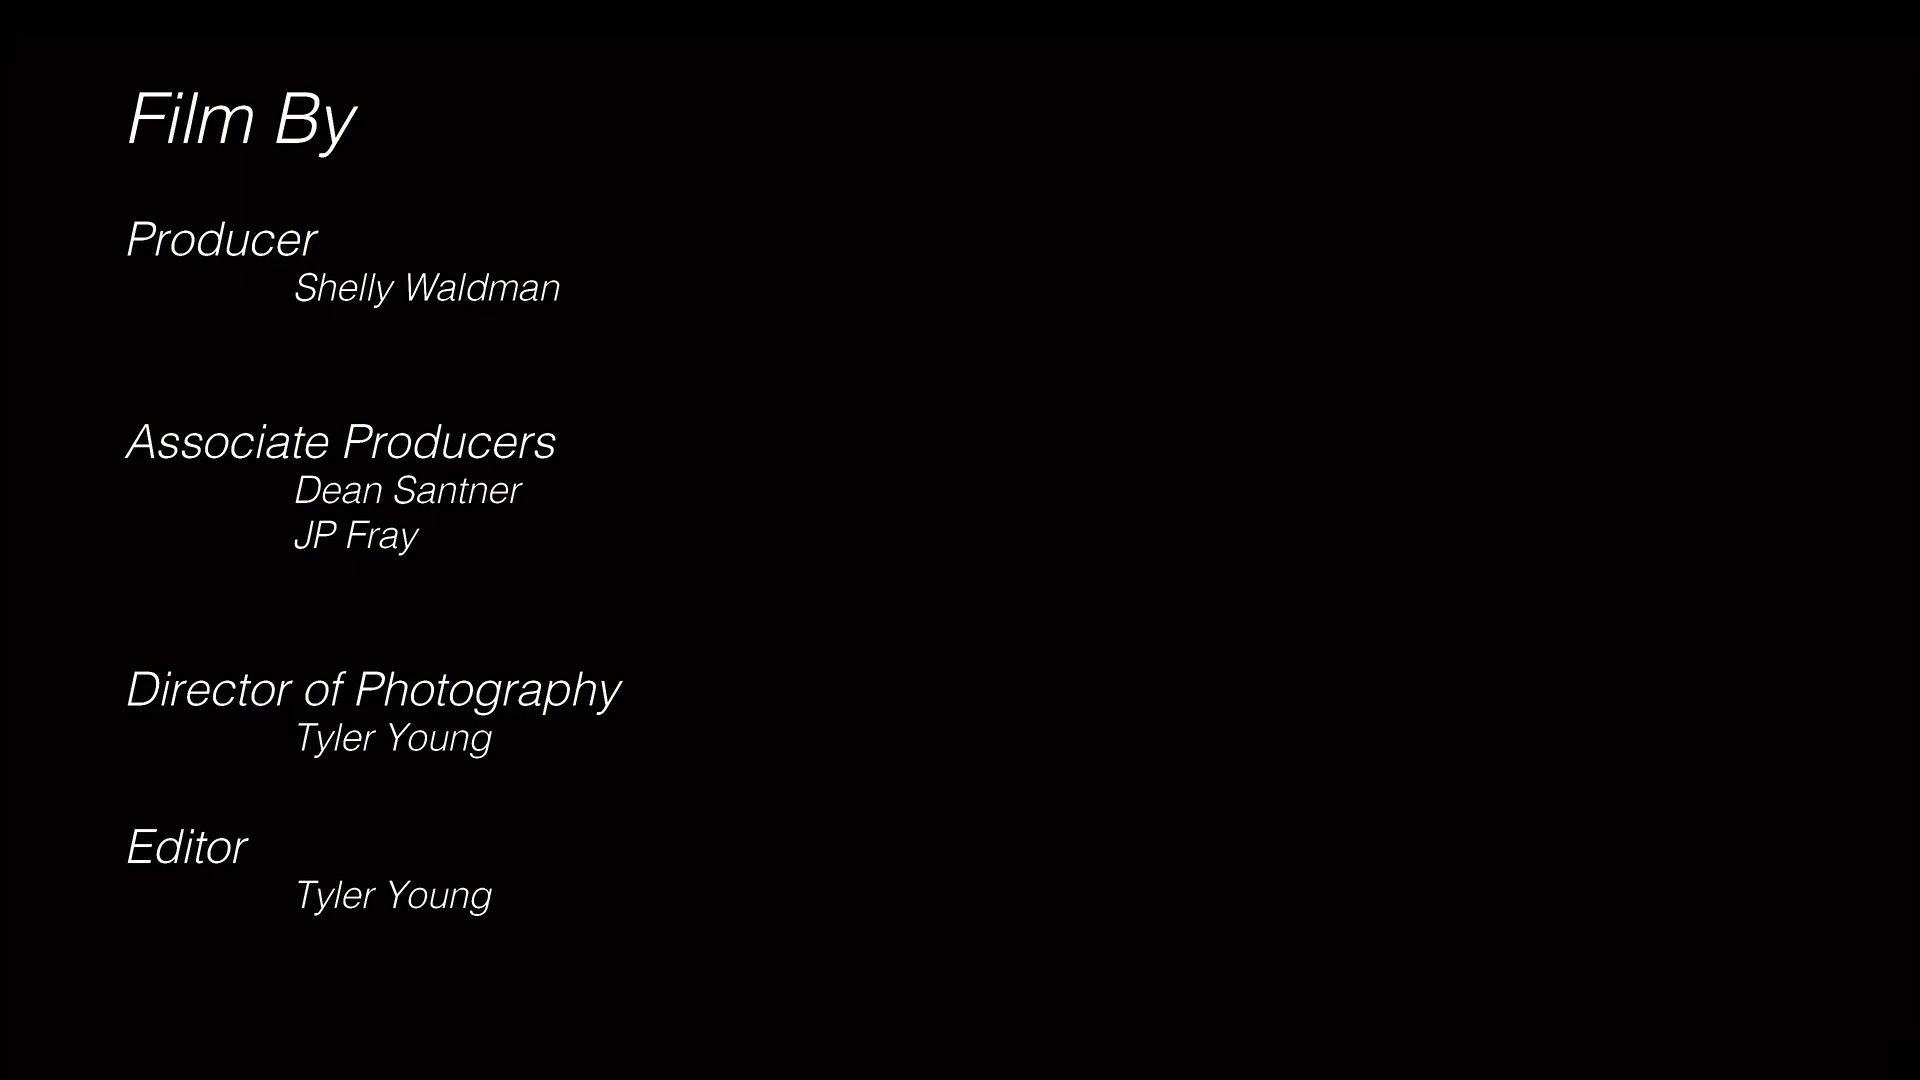 Film By
Producer
Shelly Waldman
Associate Producers
Dean Santner
JP Fray
Director of Photography
Tyler Young
Editor
Tyler Young